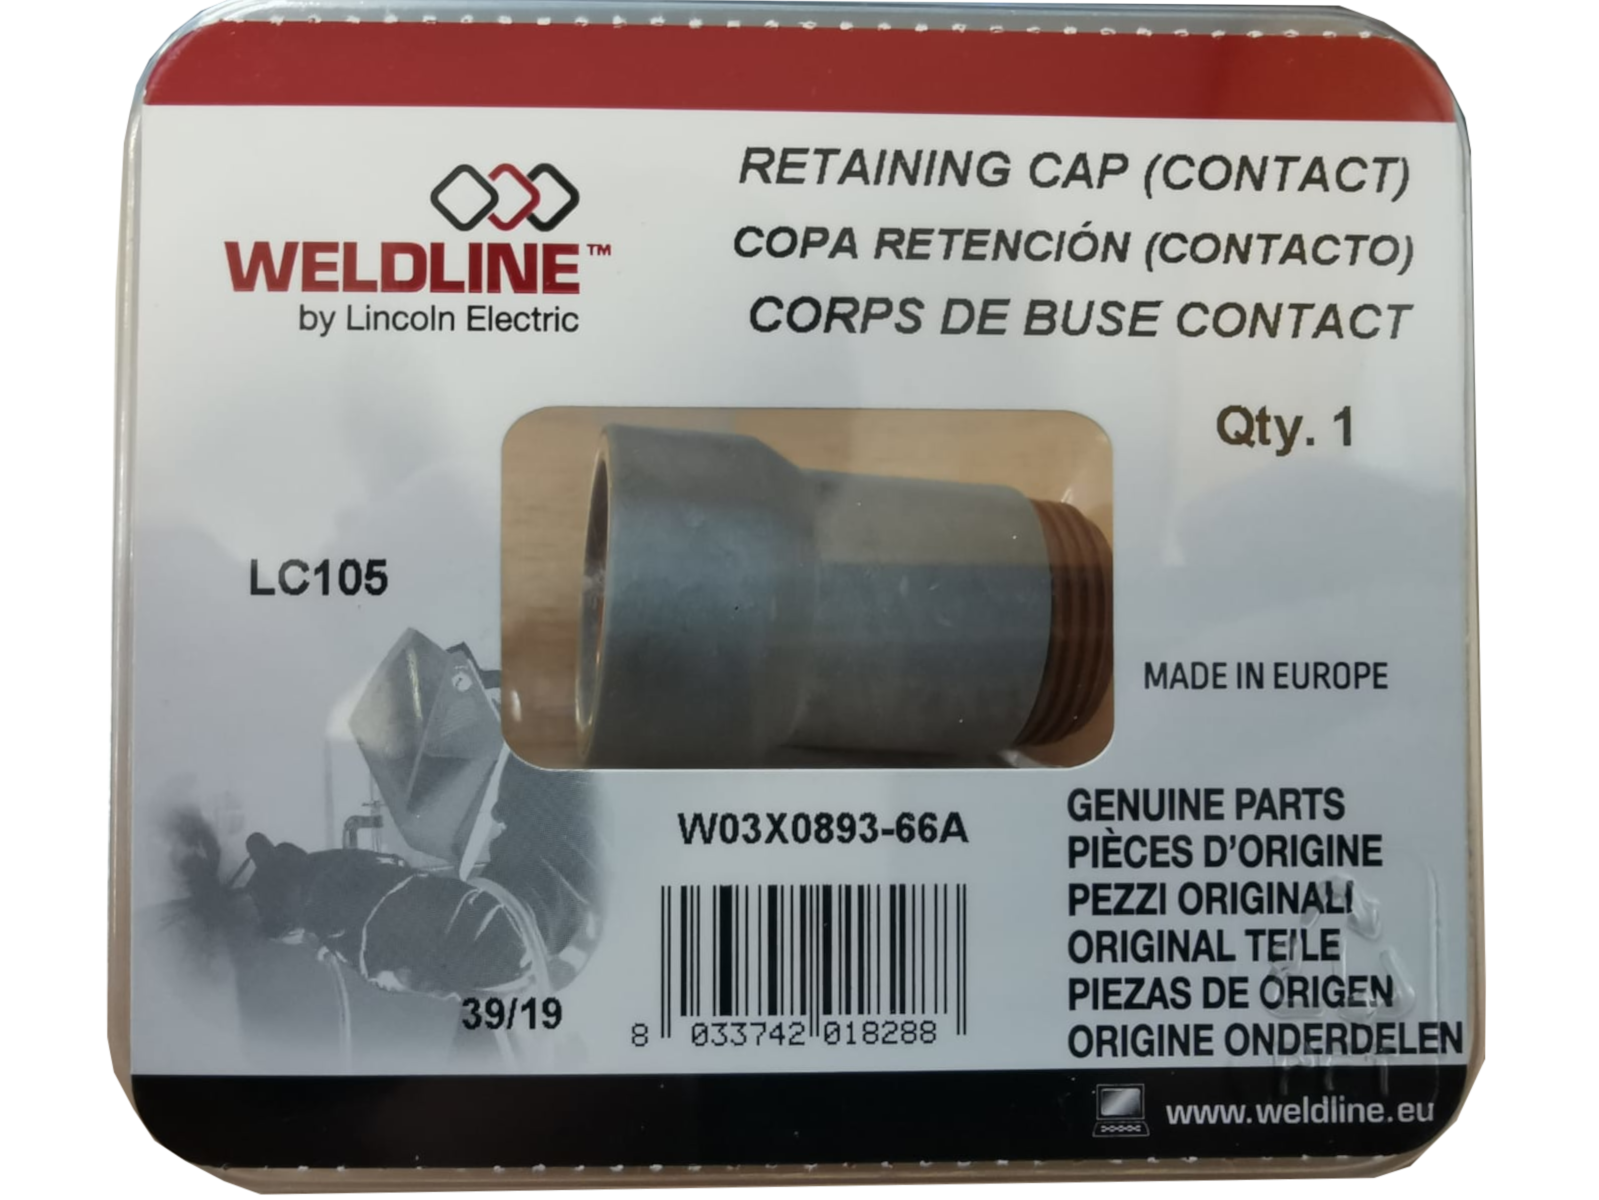 WELDLINE™
by Lincoln Electric
RETAINING CAP (CONTACT)
COPA RETENCIÓN (CONTACTO)
CORPS DE BUSE CONTACT
Qty. 1
LC105
MADE IN EUROPE
W03X0893-66A
39/19
8 033742 018288
GENUINE PARTS
PIÈCES D'ORIGINE
PEZZI ORIGINALI
ORIGINAL TEILE
PIEZAS DE ORIGEN
ORIGINE ONDERDELEN
www.weldline.eu